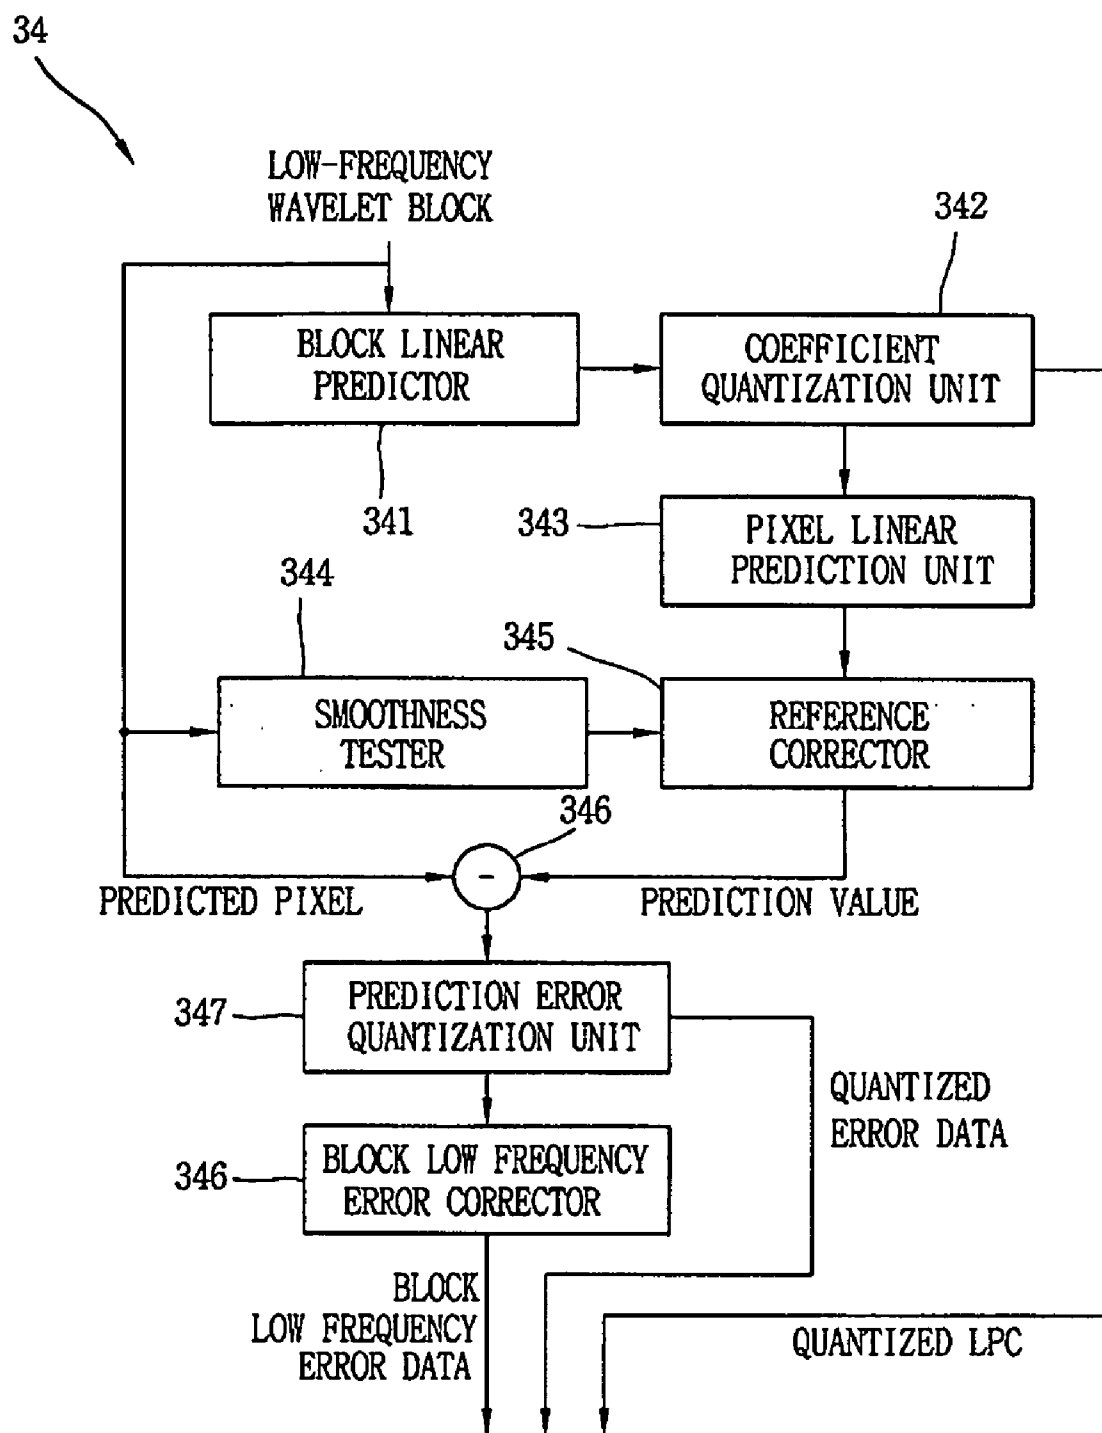 34
LOW-FREQUENCY
WAVELET BLOCK
342
BLOCK LINEAR
PREDICTOR
COEFFICIENT
QUANTIZATION UNIT
341
343
PIXEL LINEAR
PREDICTION UNIT
344
345
SMOOTHNESS
TESTER
REFERENCE
CORRECTOR
346
-
PREDICTED PIXEL
PREDICTION VALUE
347
PREDICTION ERROR
QUANTIZATION UNIT
QUANTIZED
ERROR DATA
346
BLOCK LOW FREQUENCY
ERROR CORRECTOR
BLOCK
LOW FREQUENCY
ERROR DATA
QUANTIZED LPC